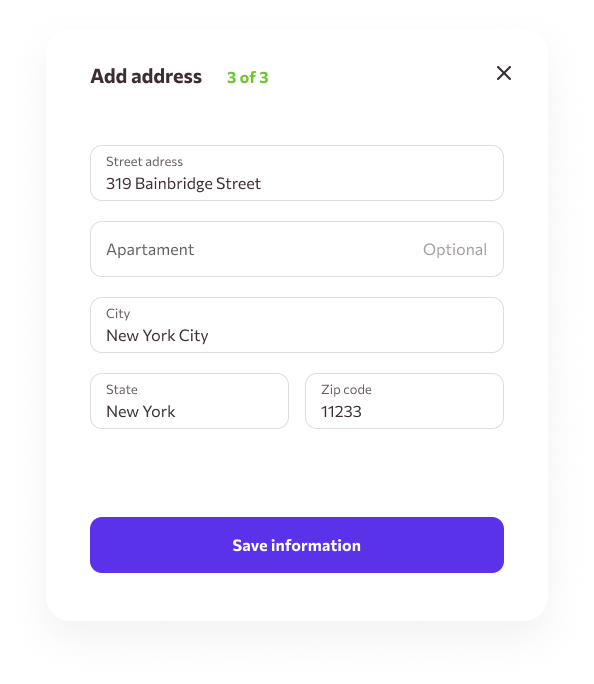 Add address 3 of 3
Street adress
319 Bainbridge Street
Apartament Optional
City
New York City
State Zip code
New York 11233
Save information